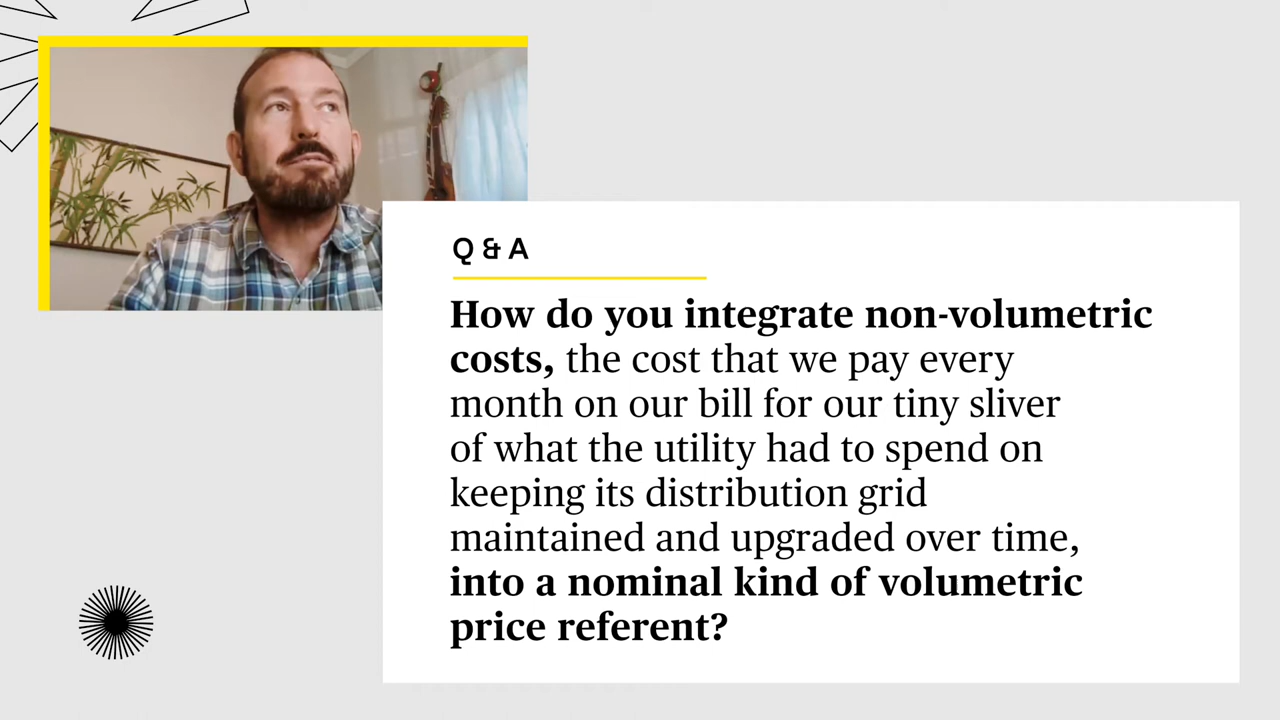 Q & A
How do you integrate non-volumetric
costs, the cost that we pay every
month on our bill for our tiny sliver
of what the utility had to spend on
keeping its distribution grid
maintained and upgraded over time,
into a nominal kind of volumetric
price referent?